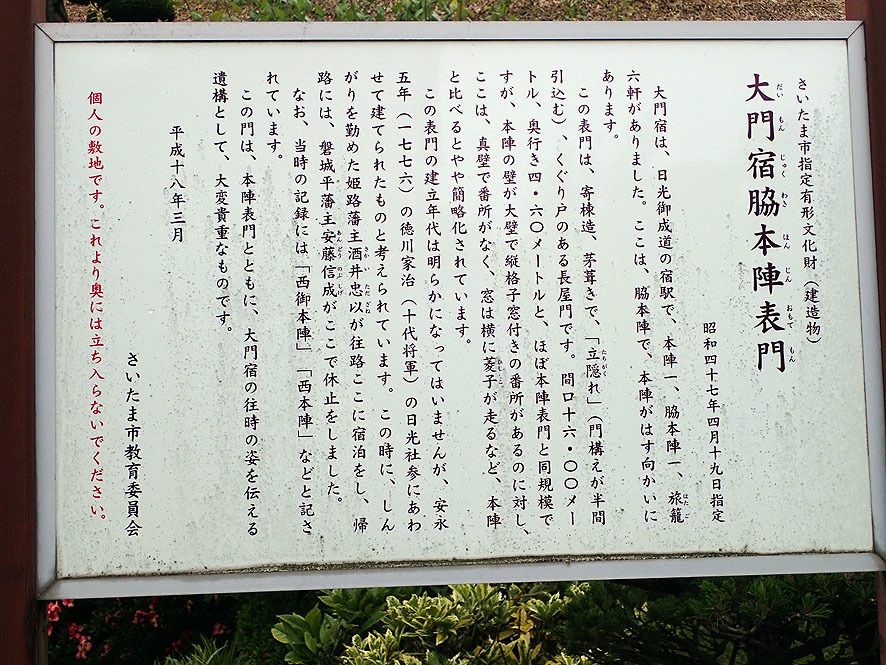 さいたま市指定有形文化財（建造物）
大門宿脇本陣表門
昭和四十七年四月十九日指定
大門宿は、日光御成道の宿駅で、本陣一、脇本陣一、旅籠
六軒がありました。ここは、脇本陣で、本陣がはす向かいに
あります。
この表門は、寄棟造、茅葺きで、「立隠れ」（門構えが半間
引込む）、くぐり戸のある長屋門です。間口十六・〇〇メー
トル、奥行き四・六〇メートルと、ほぼ本陣表門と同規模で
すが、本陣の壁が大壁で縦格子窓付きの番所があるのに対し、
ここは、真壁で番所がなく、窓は横に菱子が走るなど、本陣
と比べるとやや簡略化されています。
この表門の建立年代は明らかになってはいませんが、安永
五年（一七七六）の徳川家治（十代将軍）の日光社参にあわ
せて建てられたものと考えられています。この時に、しん
がりを勤めた姫路藩主酒井忠以が往路ここに宿泊をし、帰
路には、磐城平藩主安藤信成がここで休止をしました。
なお、当時の記録には「西御本陣」「西本陣」などと記さ
れています。
この門は、本陣表門とともに、大門宿の往時の姿を伝える
遺構として、大変貴重なものです。
平成十八年三月
さいたま市教育委員会
個人の敷地です。これより奥には立ち入らないでください。